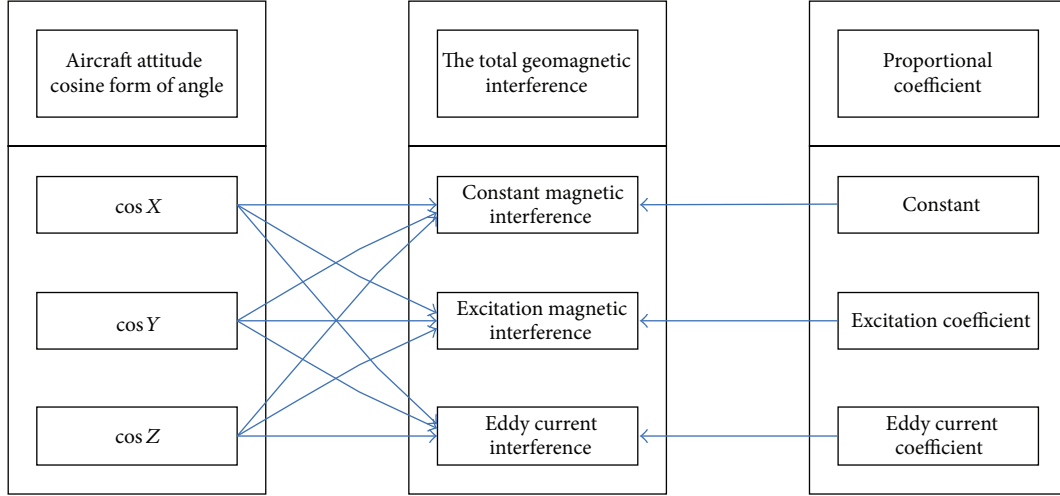 Aircraft attitude
cosine form of angle
The total geomagnetic
interference
Proportional
coefficient
cos X
Constant magnetic
interference
Constant
cos Y
Excitation magnetic
interference
Excitation coefficient
cos Z
Eddy current
interference
Eddy current
coefficient